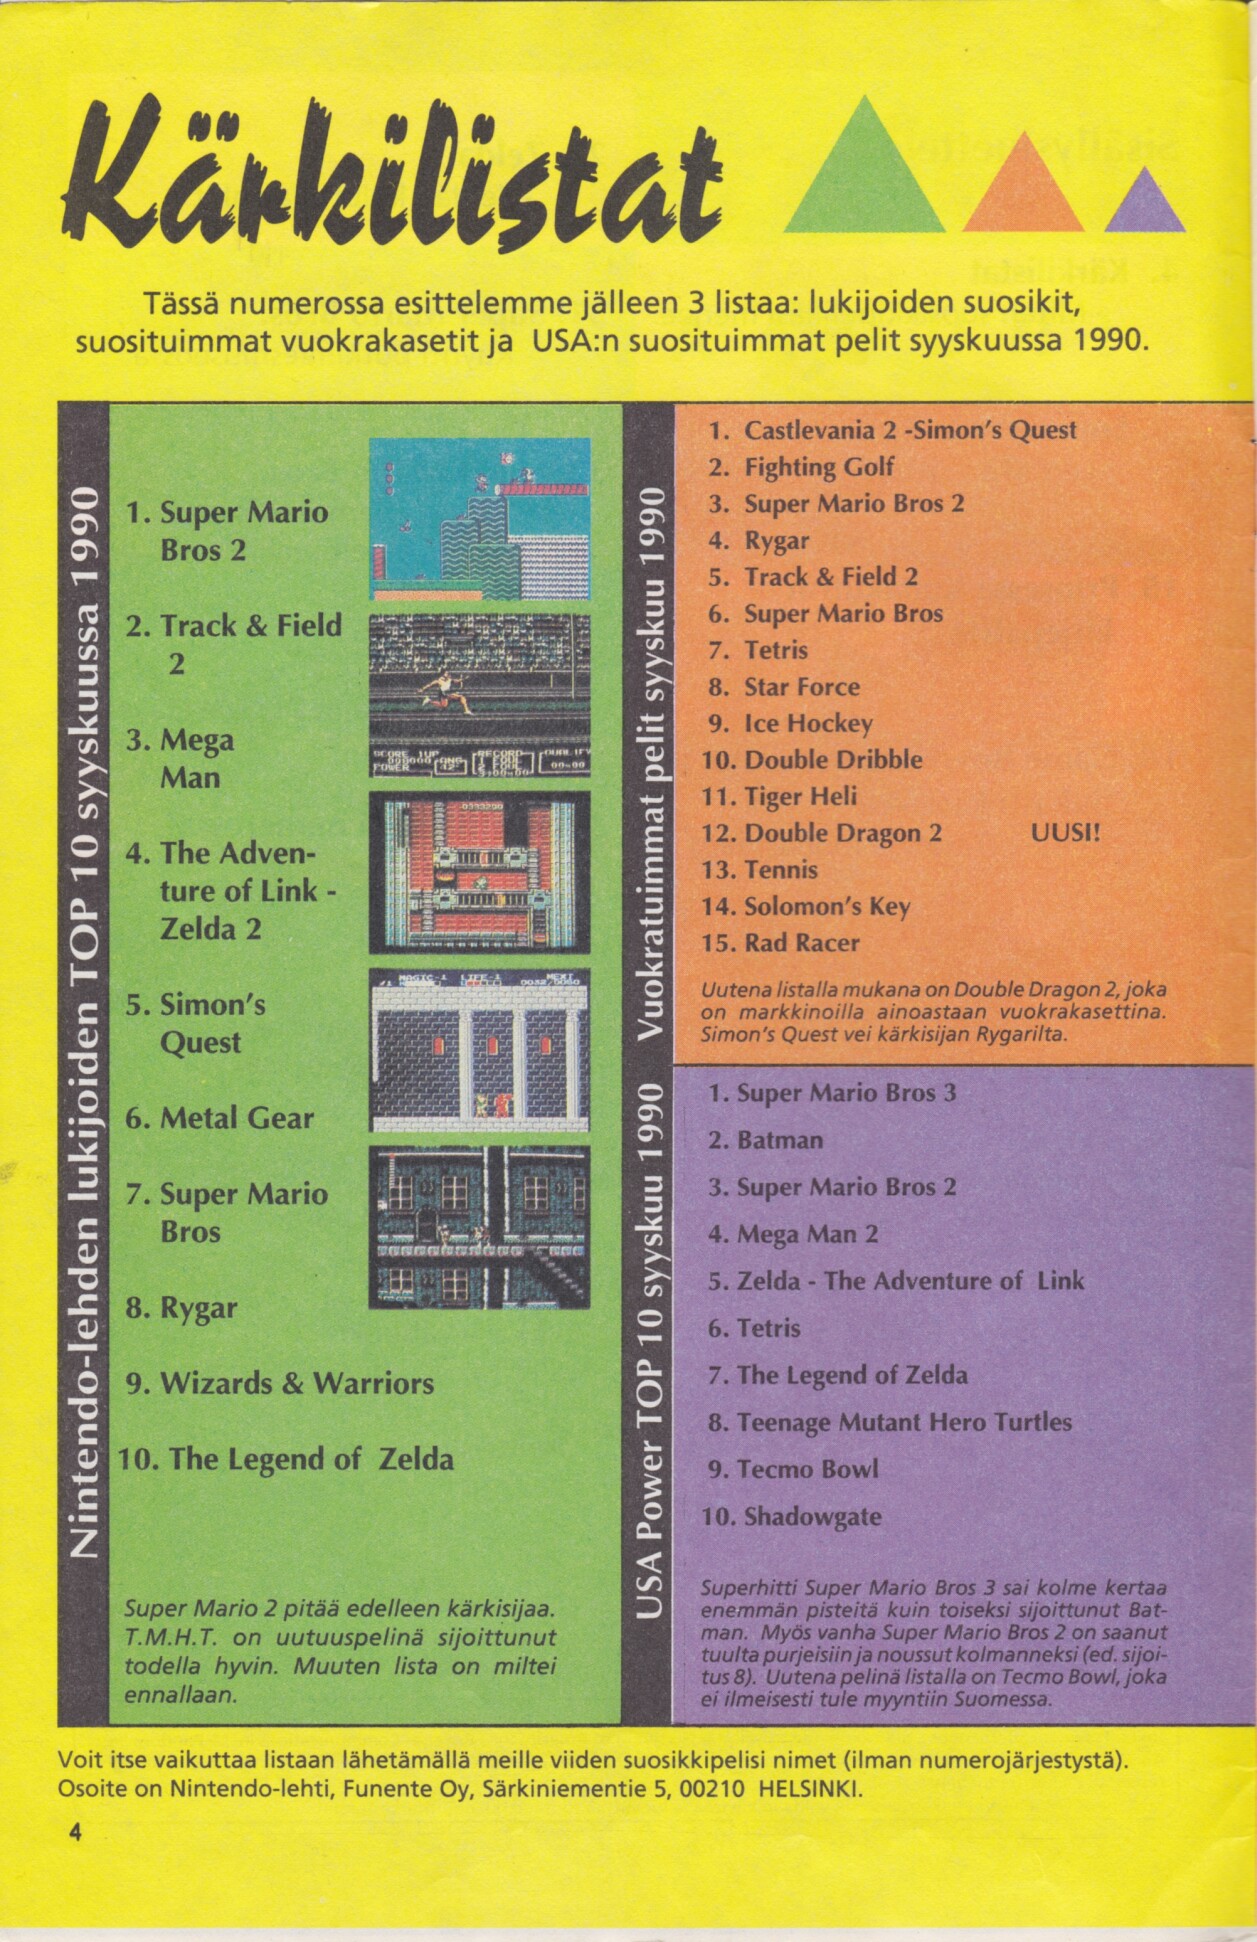 Kärkilistat
Tässä numerossa esittelemme jälleen 3 listaa: lukijoiden suosikit,
suosituimmat vuokrakasetit ja USA:n suosituimmat pelit syyskuussa 1990.
Nintendo-lehden lukijoiden TOP 10 syyskuussa 1990
1. Super Mario
Bros 2
2. Track & Field
2
3. Mega
Man
4. The Adven-
ture of Link -
Zelda 2
5. Simon's
Quest
6. Metal Gear
7. Super Mario
Bros
8. Rygar
9. Wizards & Warriors
10. The Legend of Zelda
Super Mario 2 pitää edelleen kärkisijaa.
T.M.H.T. on uutuuspelinä sijoittunut
todella hyvin. Muuten lista on miltei
ennallaan.
Vuokratuimmat pelit syyskuu 1990
1. Castlevania 2 -Simon's Quest
2. Fighting Golf
3. Super Mario Bros 2
4. Rygar
5. Track & Field 2
6. Super Mario Bros
7. Tetris
8. Star Force
9. Ice Hockey
10. Double Dribble
11. Tiger Heli
12. Double Dragon 2 UUSI!
13. Tennis
14. Solomon's Key
15. Rad Racer
Uutena listalla mukana on Double Dragon 2, joka
on markkinoilla ainoastaan vuokrakasettina.
Simon's Quest vei kärkisijan Rygarilta.
USA Power TOP 10 syyskuu 1990
1. Super Mario Bros 3
2. Batman
3. Super Mario Bros 2
4. Mega Man 2
5. Zelda - The Adventure of Link
6. Tetris
7. The Legend of Zelda
8. Teenage Mutant Hero Turtles
9. Tecmo Bowl
10. Shadowgate
Superhitti Super Mario Bros 3 sai kolme kertaa
enemmän pisteitä kuin toiseksi sijoittunut Bat-
man. Myös vanha Super Mario Bros 2 on saanut
tuulta purjeisiin ja noussut kolmanneksi (ed. sijoi-
tus 8). Uutena pelinä listalla on Tecmo Bowl, joka
ei ilmeisesti tule myyntiin Suomessa.
Voit itse vaikuttaa listaan lähetämällä meille viiden suosikkipelisi nimet (ilman numerojärjestystä).
Osoite on Nintendo-lehti, Funente Oy, Särkiniementie 5, 00210 HELSINKI.
4